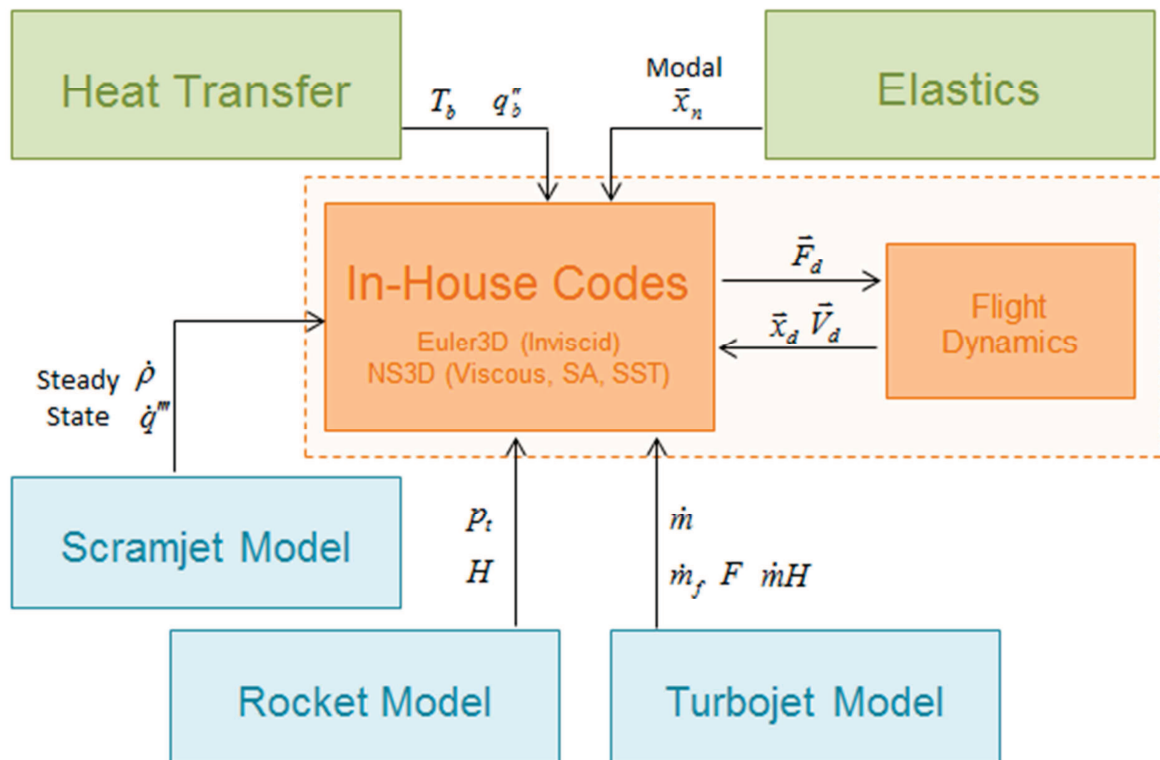 Heat Transfer
T_b q̇''_b
Modal
x⃗_n
Elastics
In-House Codes
Euler3D (Inviscid)
NS3D (Viscous, SA, SST)
F⃗_d
x⃗_d V⃗_d
Flight
Dynamics
Steady ρ̇
State q̇'''
Scramjet Model
p_t
H
ṁ
ṁ_f F ṁH
Rocket Model
Turbojet Model